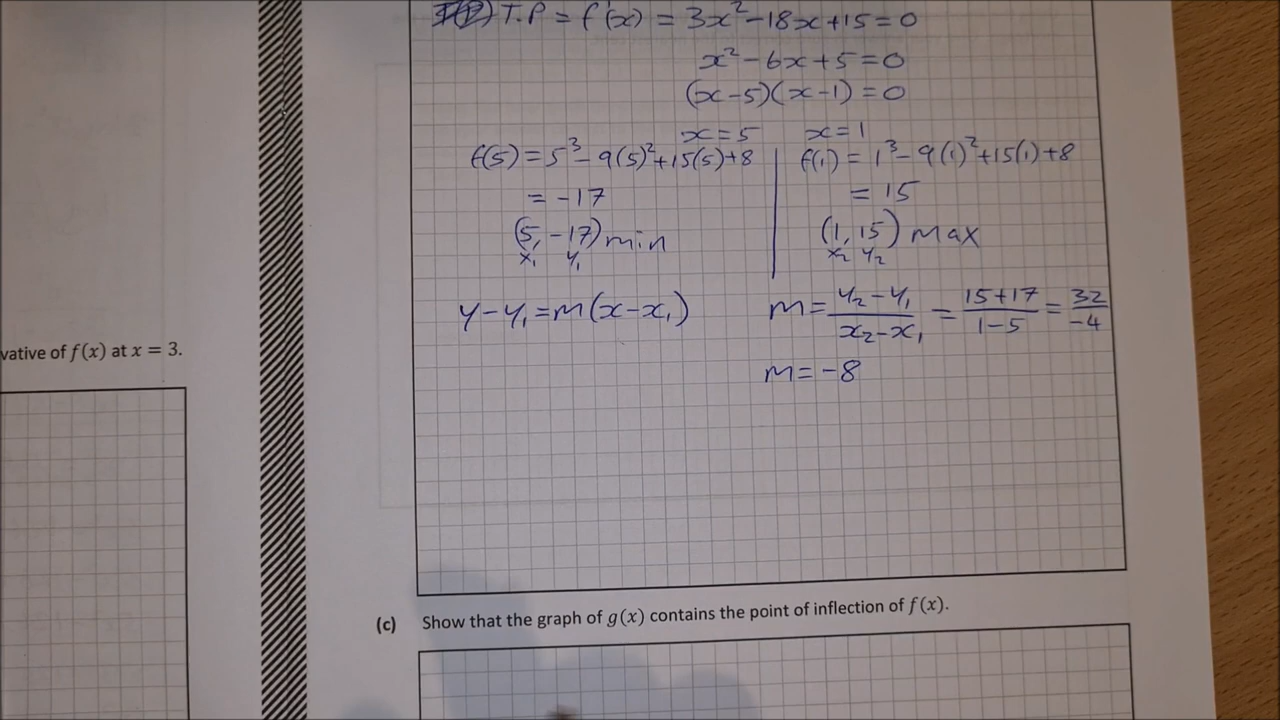 T.P = f'(x) = 3x² - 18x + 15 = 0
x² - 6x + 5 = 0
(x - 5)(x - 1) = 0
x = 5 x = 1
f(5) = 5³ - 9(5)² + 15(5) + 8
= -17
(5, -17) min
x₁ y₁
f(1) = 1³ - 9(1)² + 15(1) + 8
= 15
(1, 15) max
x₂ y₂
y - y₁ = m(x - x₁)
m = (y₂ - y₁)/(x₂ - x₁) = (15 + 17)/(1 - 5) = 32/-4
m = -8
vative of f(x) at x = 3.
(c) Show that the graph of g(x) contains the point of inflection of f(x).